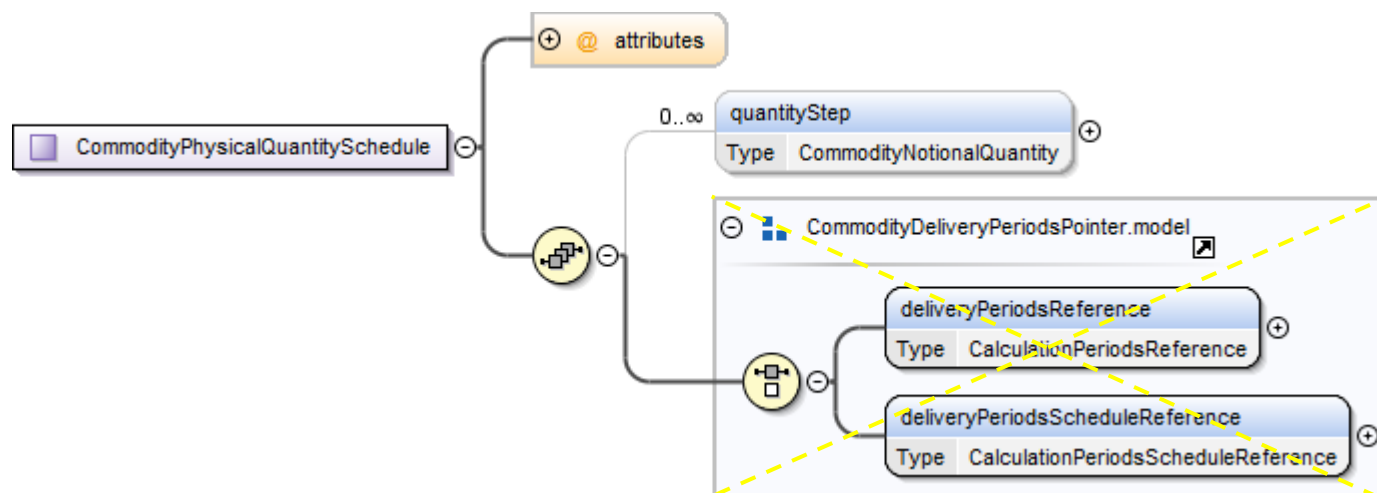 @ attributes
CommodityPhysicalQuantitySchedule
0..∞
quantityStep
Type CommodityNotionalQuantity
CommodityDeliveryPeriodsPointer.model
deliveryPeriodsReference
Type CalculationPeriodsReference
deliveryPeriodsScheduleReference
Type CalculationPeriodsScheduleReference